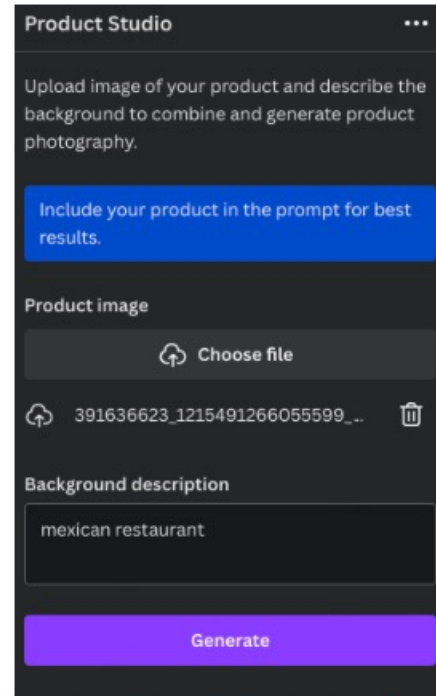 Product Studio
Upload image of your product and describe the
background to combine and generate product
photography.
Include your product in the prompt for best
results.
Product image
Choose file
391636623_1215491266055599_...
Background description
mexican restaurant
Generate